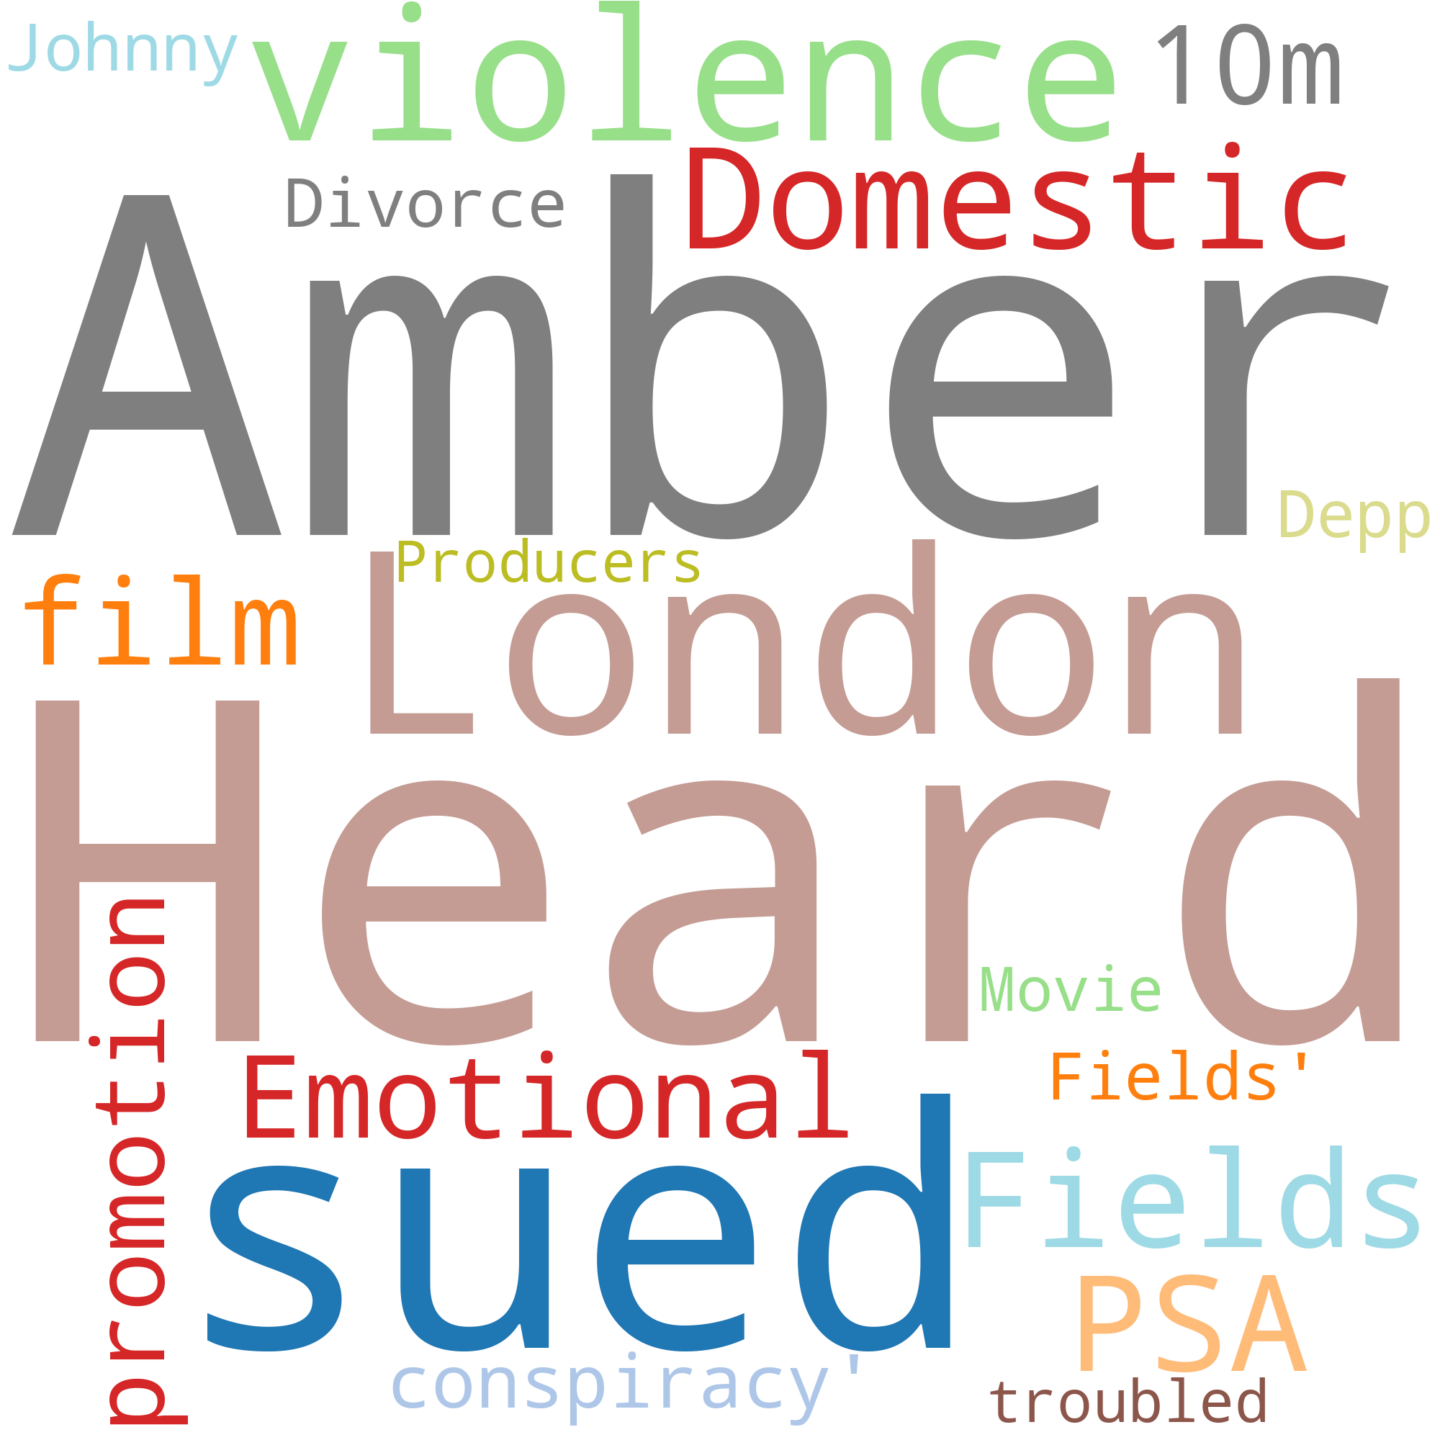 Johnny
violence
10m
Divorce
Domestic
Amber
Depp
Producers
film
London
Heard
promotion
Movie
Emotional
Fields'
sued
Fields
PSA
conspiracy'
troubled